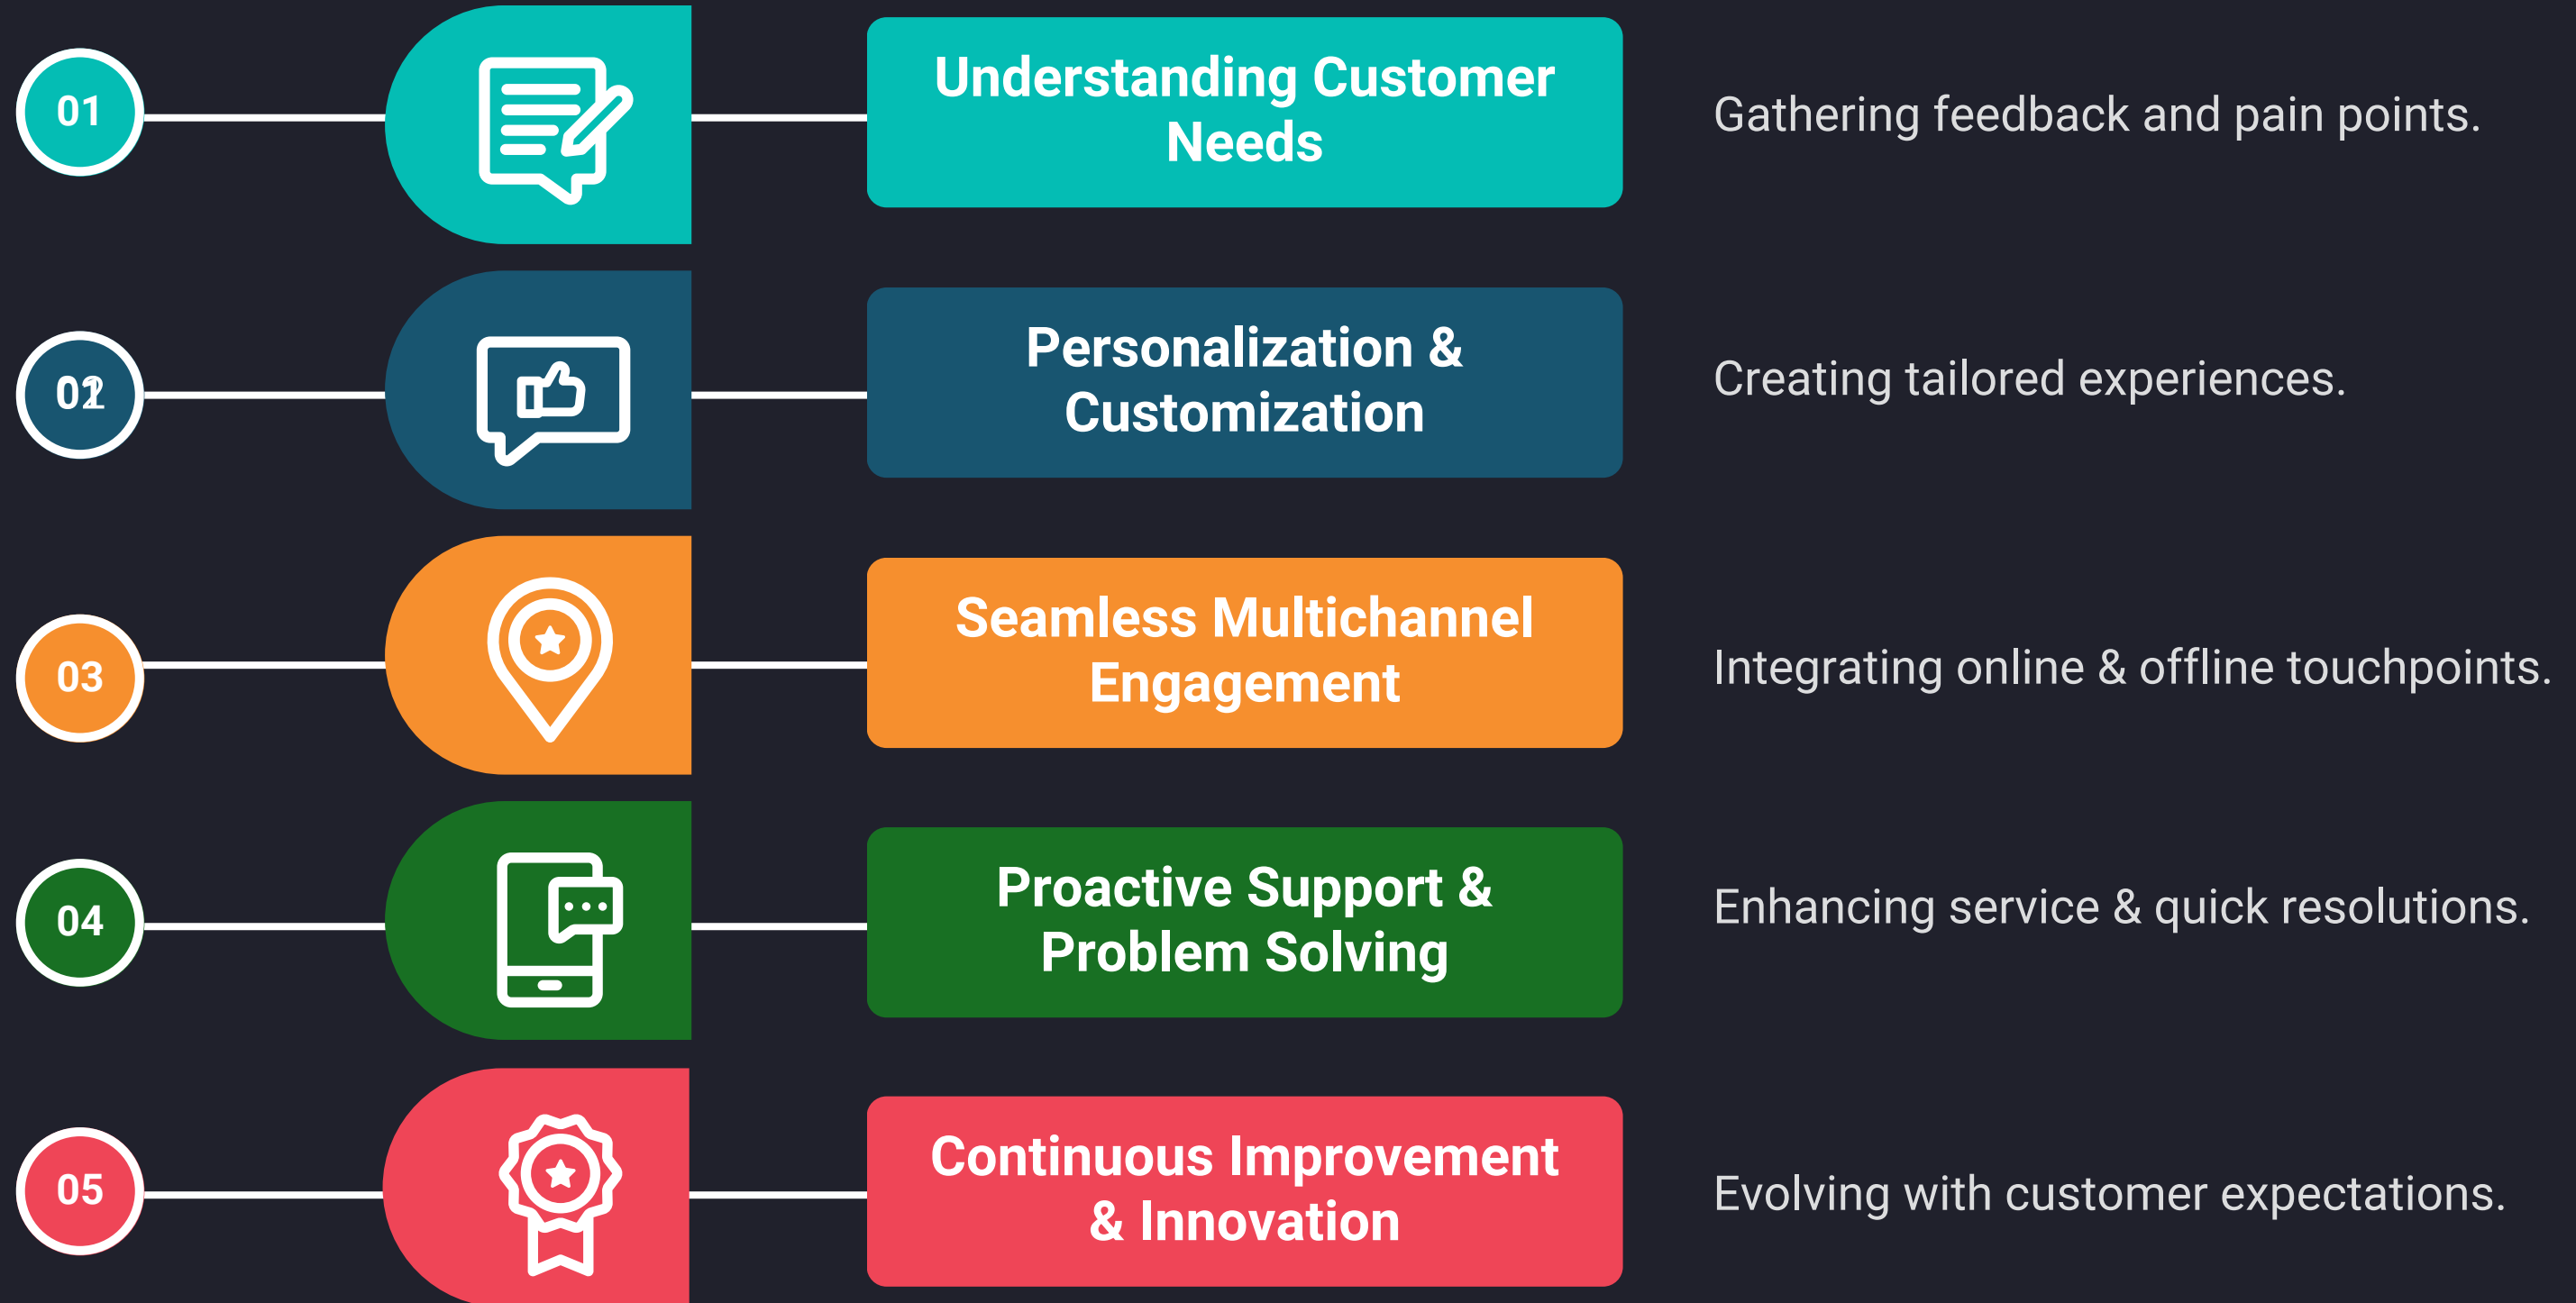 01
Understanding Customer
Needs
Gathering feedback and pain points.
02
Personalization &
Customization
Creating tailored experiences.
03
Seamless Multichannel
Engagement
Integrating online & offline touchpoints.
04
Proactive Support &
Problem Solving
Enhancing service & quick resolutions.
05
Continuous Improvement
& Innovation
Evolving with customer expectations.